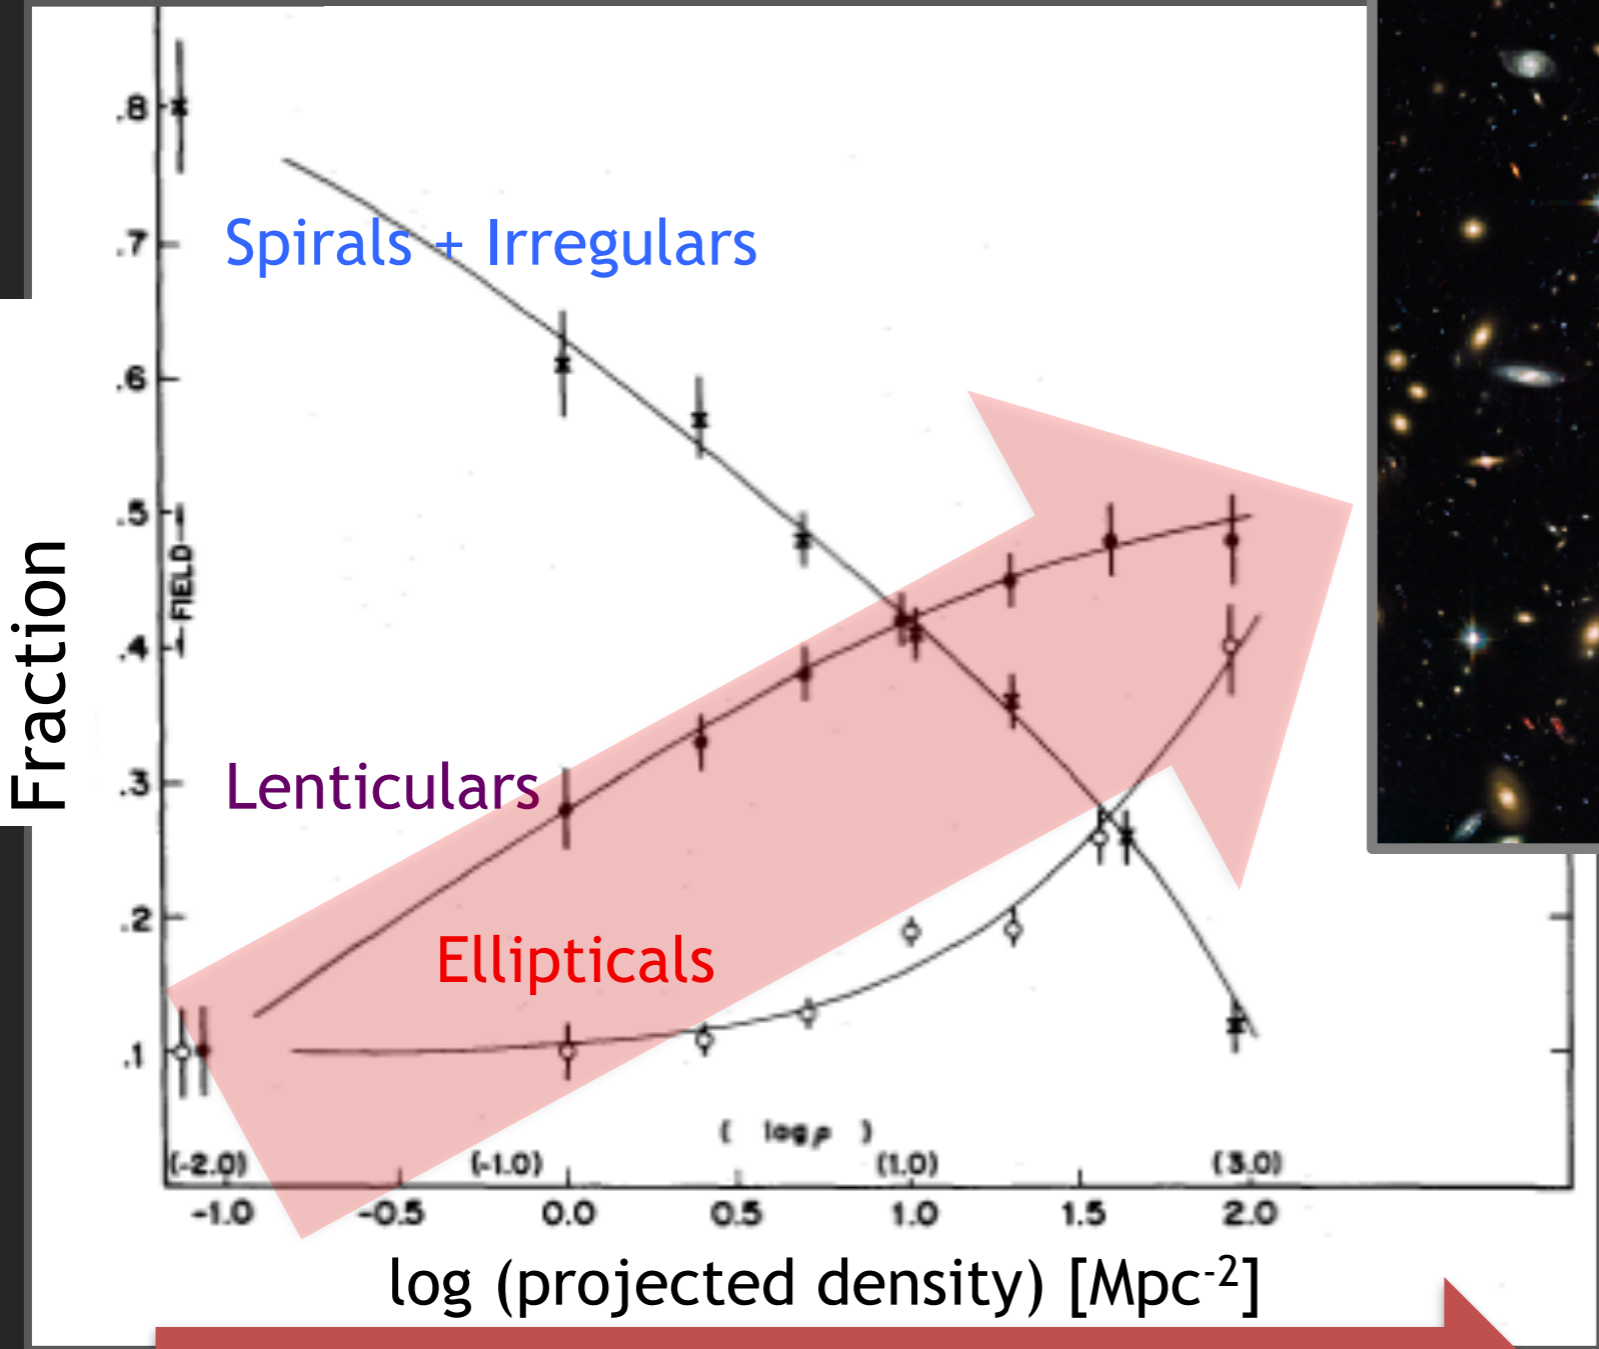 .8
Spirals + Irregulars
.7
.6
.5
FIELD
.4
Fraction
Lenticulars
.3
.2
Ellipticals
.1
( log ρ )
(-2.0) (-1.0) (1.0) (3.0)
-1.0 -0.5 0.0 0.5 1.0 1.5 2.0
log (projected density) [Mpc⁻²]